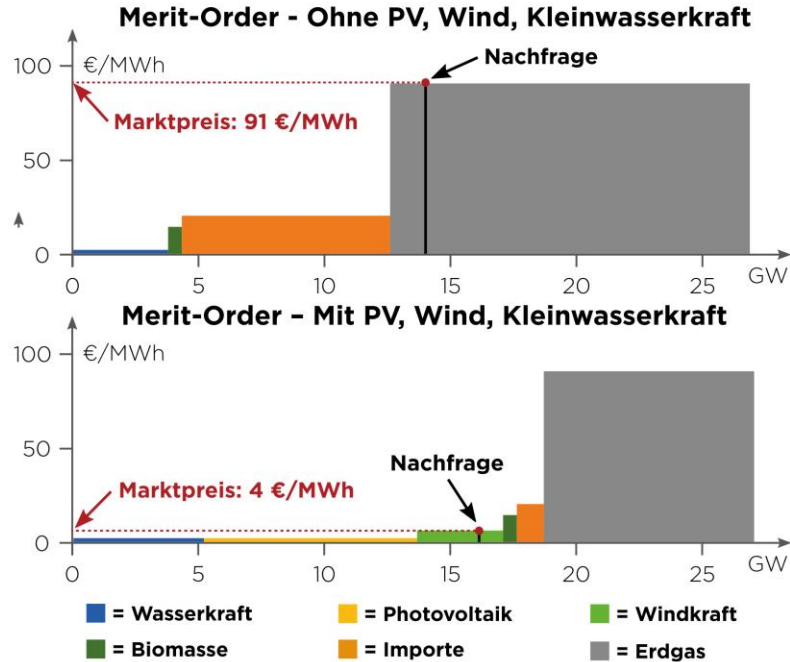 Merit-Order - Ohne PV, Wind, Kleinwasserkraft
€/MWh
100
Nachfrage
Marktpreis: 91 €/MWh
50
0
0 5 10 15 20 25 GW
Merit-Order – Mit PV, Wind, Kleinwasserkraft
€/MWh
100
50
Nachfrage
Marktpreis: 4 €/MWh
0
0 5 10 15 20 25 GW
= Wasserkraft = Photovoltaik = Windkraft
= Biomasse = Importe = Erdgas